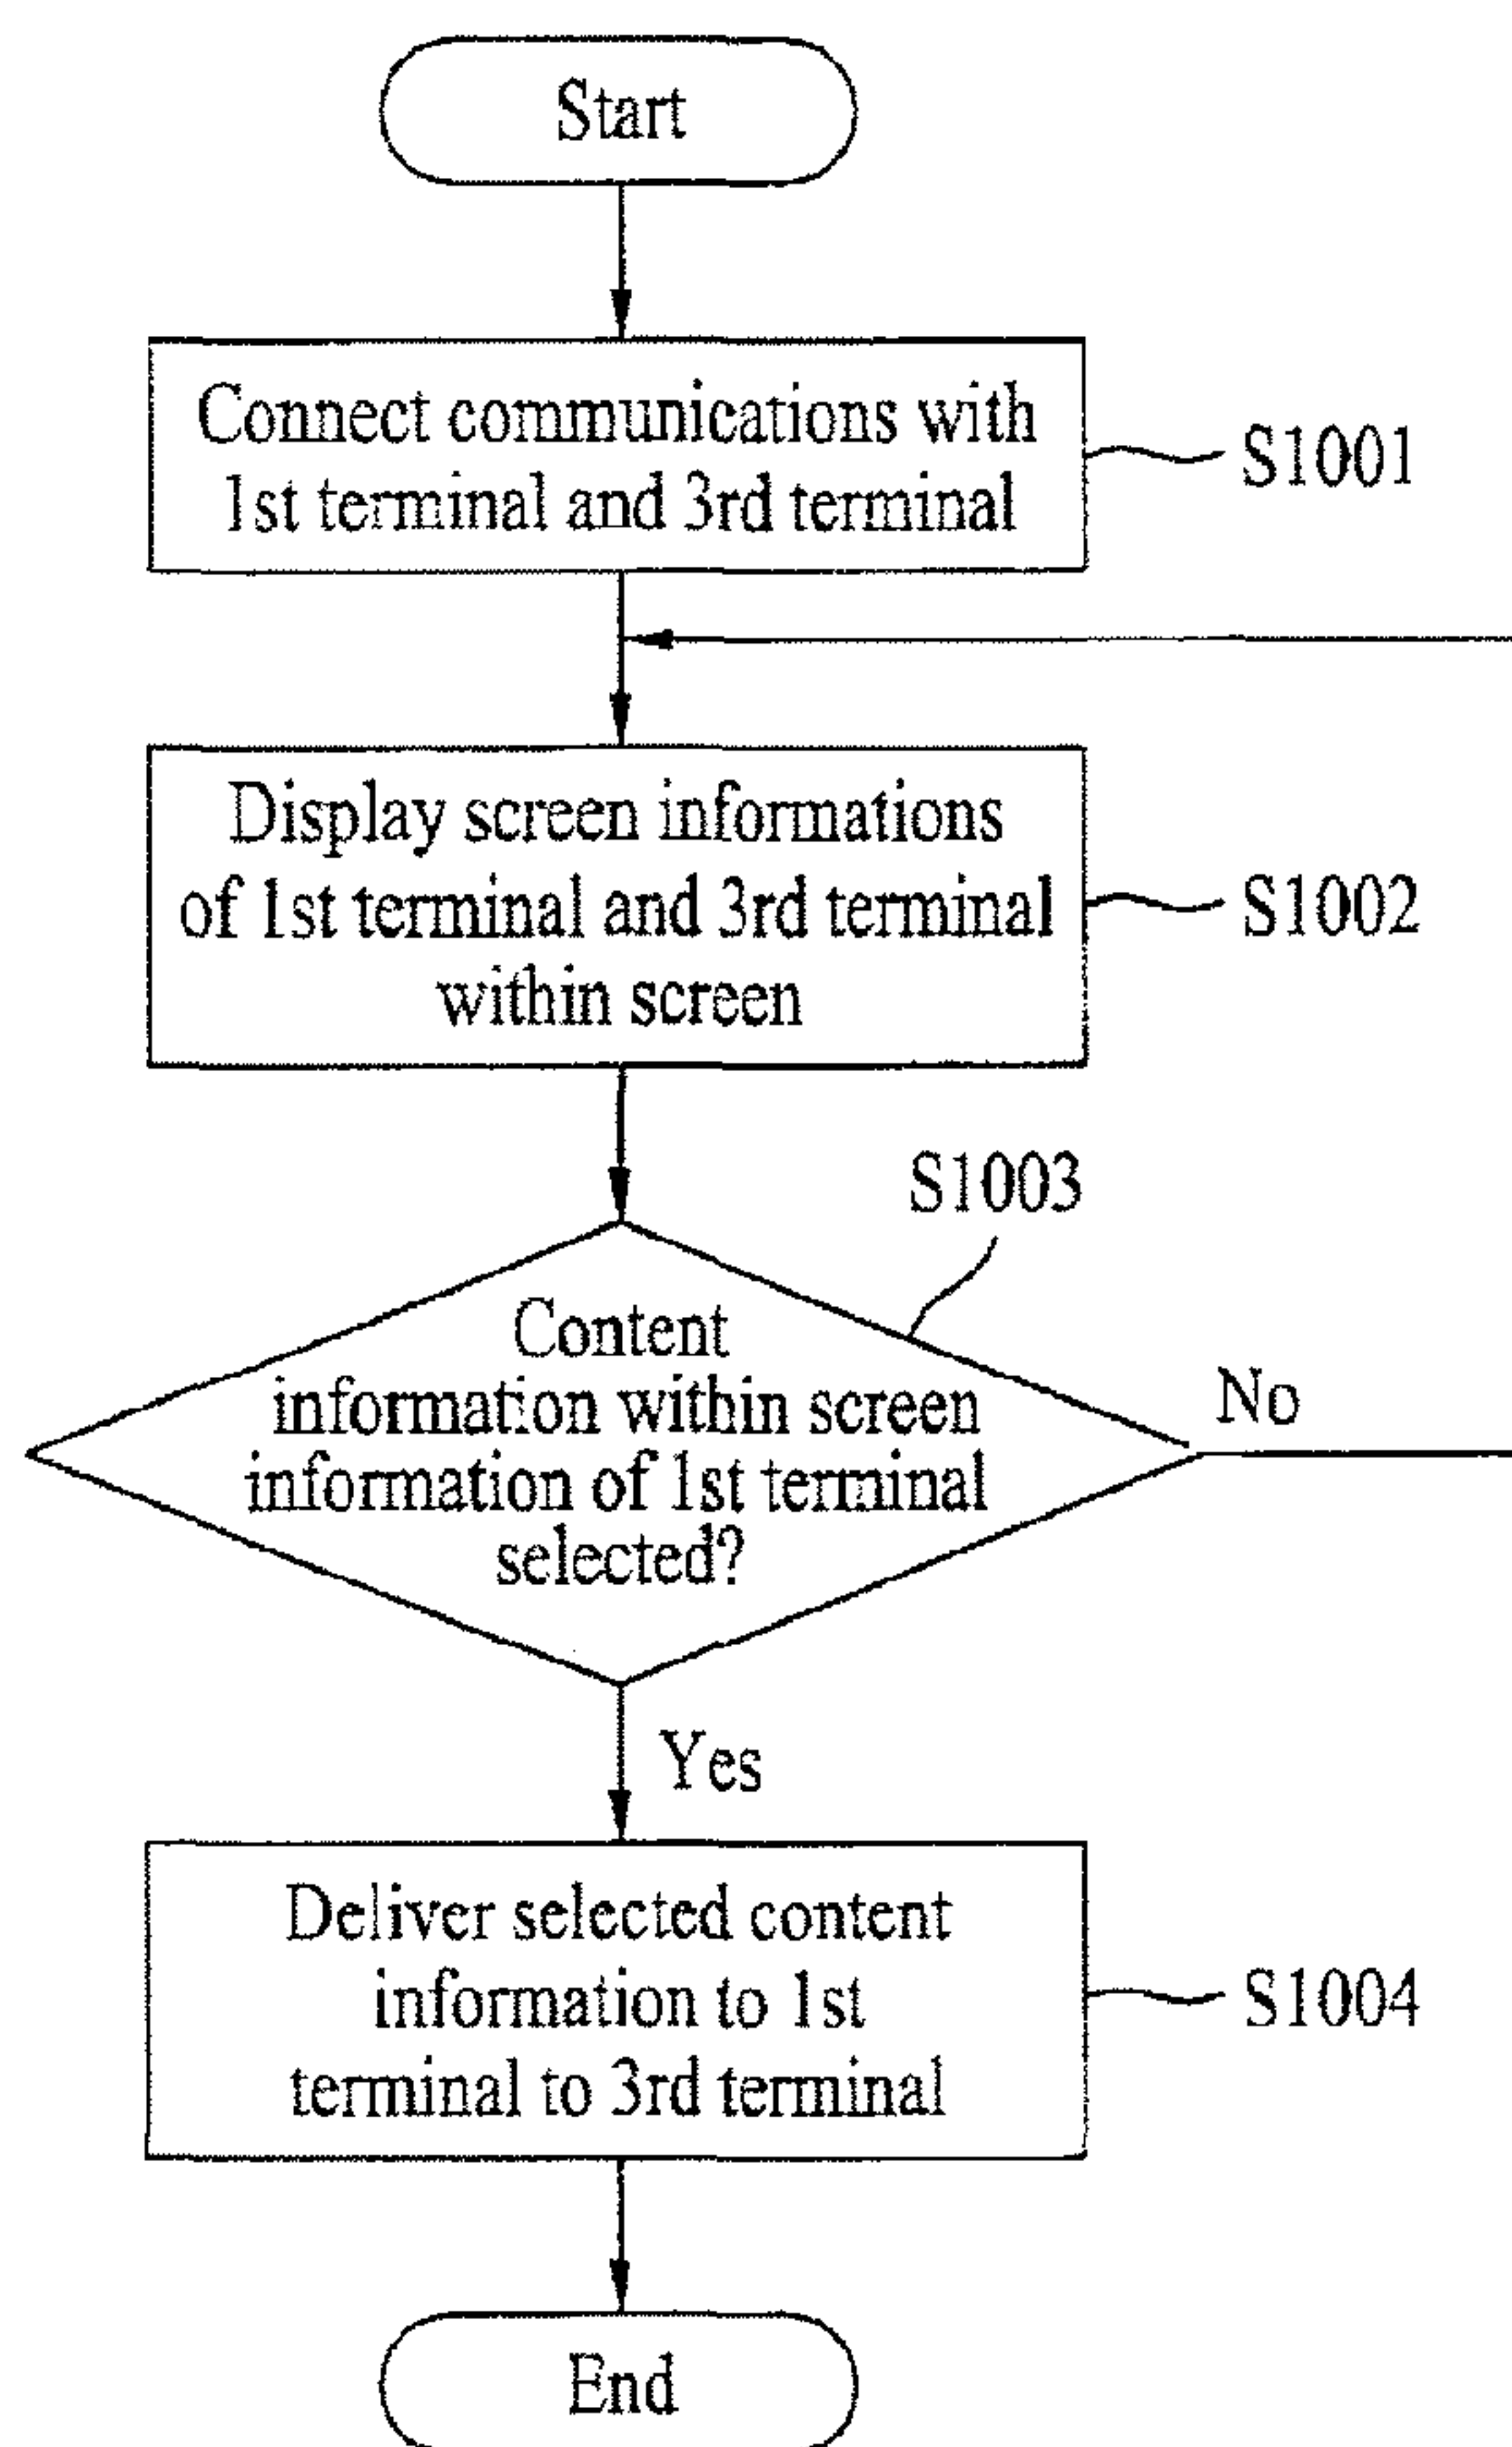 Start
Connect communications with
1st terminal and 3rd terminal
S1001
Display screen informations
of 1st terminal and 3rd terminal
within screen
S1002
S1003
Content
information within screen
information of 1st terminal
selected?
No
Yes
Deliver selected content
information to 1st
terminal to 3rd terminal
S1004
End